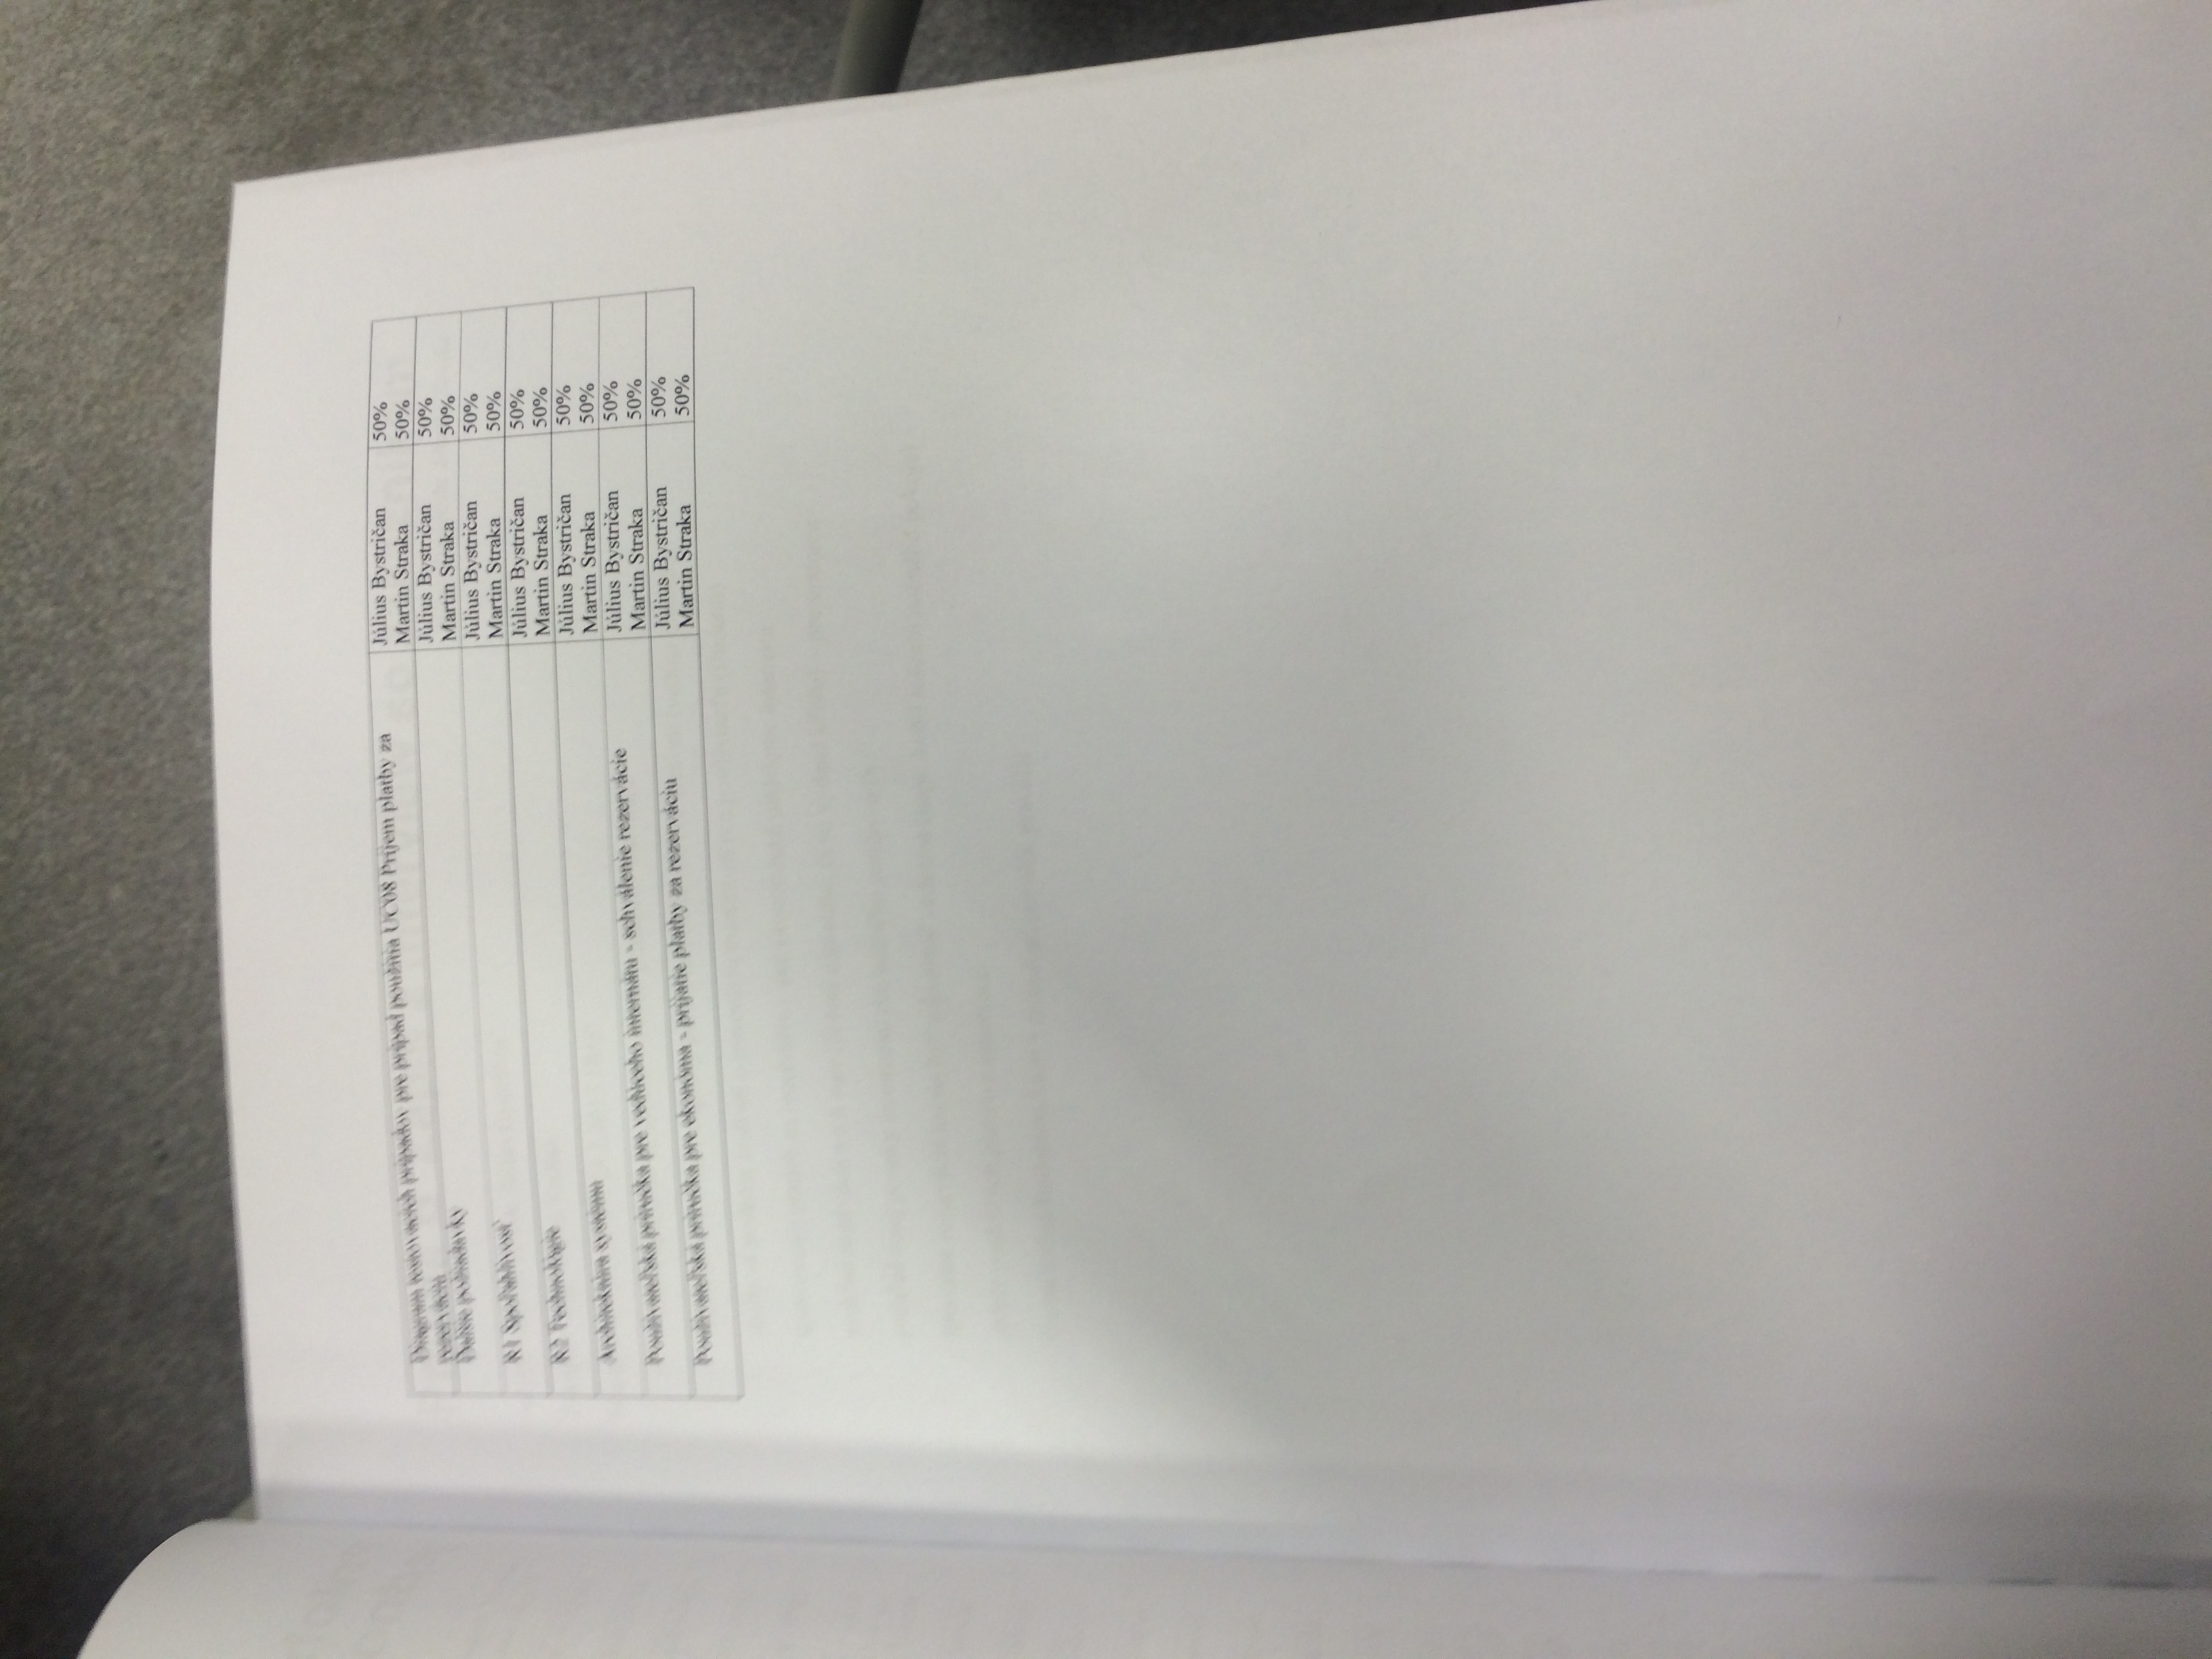 Diagram testovacích prípadov pre prípad použitia UC08 Príjem platby za
rezerváciu
Július Bystričan 50%
Martin Straka 50%
Ďalšie požiadavky
Július Bystričan 50%
Martin Straka 50%
R1 Spoľahlivosť
Július Bystričan 50%
Martin Straka 50%
R2 Technológie
Július Bystričan 50%
Martin Straka 50%
Architektúra systému
Július Bystričan 50%
Martin Straka 50%
Používateľská príručka pre vedúceho internátu - schválenie rezervácie
Július Bystričan 50%
Martin Straka 50%
Používateľská príručka pre ekonóma - prijatie platby za rezerváciu
Július Bystričan 50%
Martin Straka 50%